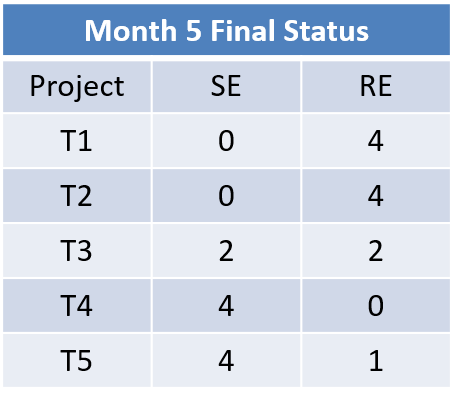 Month 5 Final Status
Project SE RE
T1 0 4
T2 0 4
T3 2 2
T4 4 0
T5 4 1